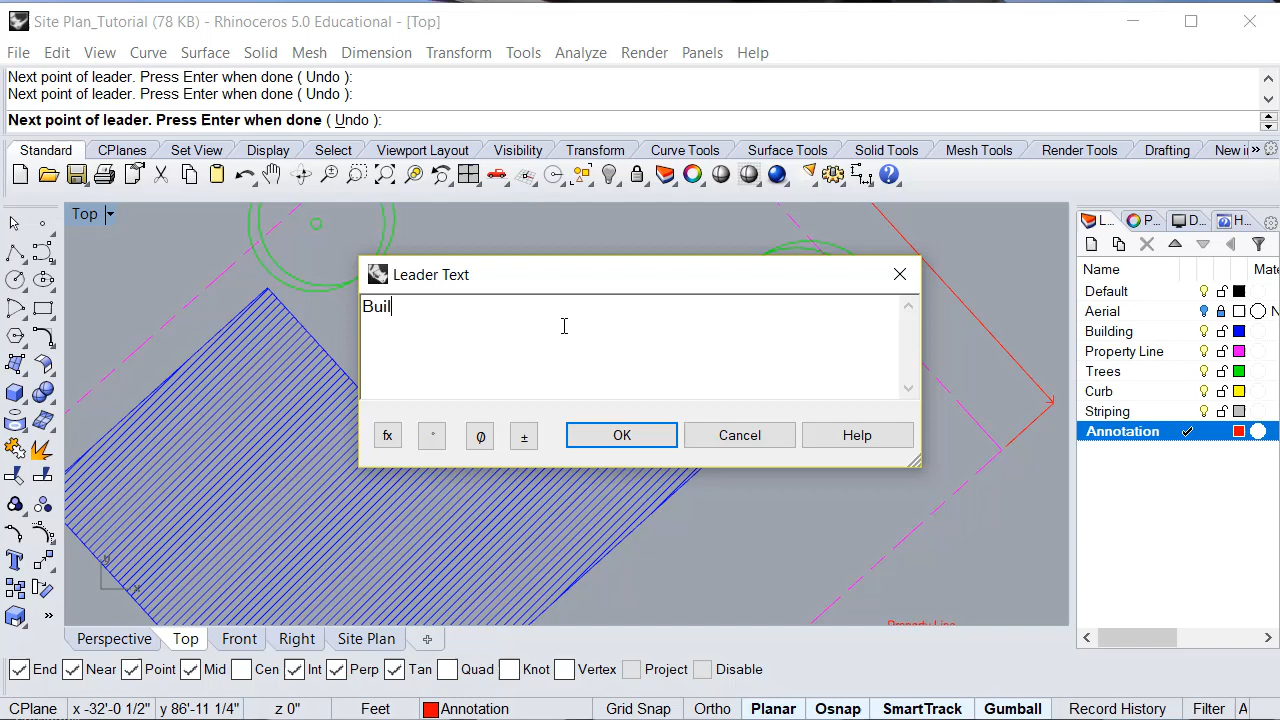 Site Plan_Tutorial (78 KB) - Rhinoceros 5.0 Educational - [Top]
File Edit View Curve Surface Solid Mesh Dimension Transform Tools Analyze Render Panels Help
Next point of leader. Press Enter when done ( Undo ):
Next point of leader. Press Enter when done ( Undo ):
Next point of leader. Press Enter when done ( Undo ):
Standard CPlanes Set View Display Select Viewport Layout Visibility Transform Curve Tools Surface Tools Solid Tools Mesh Tools Render Tools Drafting New in »
Top
L... P... D... H...
Leader Text
Name
Buil
Default
Aerial N
Building
Property Line
Trees
Curb
Striping
Annotation
fx ° Ø ± OK Cancel Help
y
x
»
Perspective Top Front Right Site Plan
End Near Point Mid Cen Int Perp Tan Quad Knot Vertex Project Disable
CPlane x -32'-0 1/2" y 86'-11 1/4" z 0" Feet Annotation Grid Snap Ortho Planar Osnap SmartTrack Gumball Record History Filter A